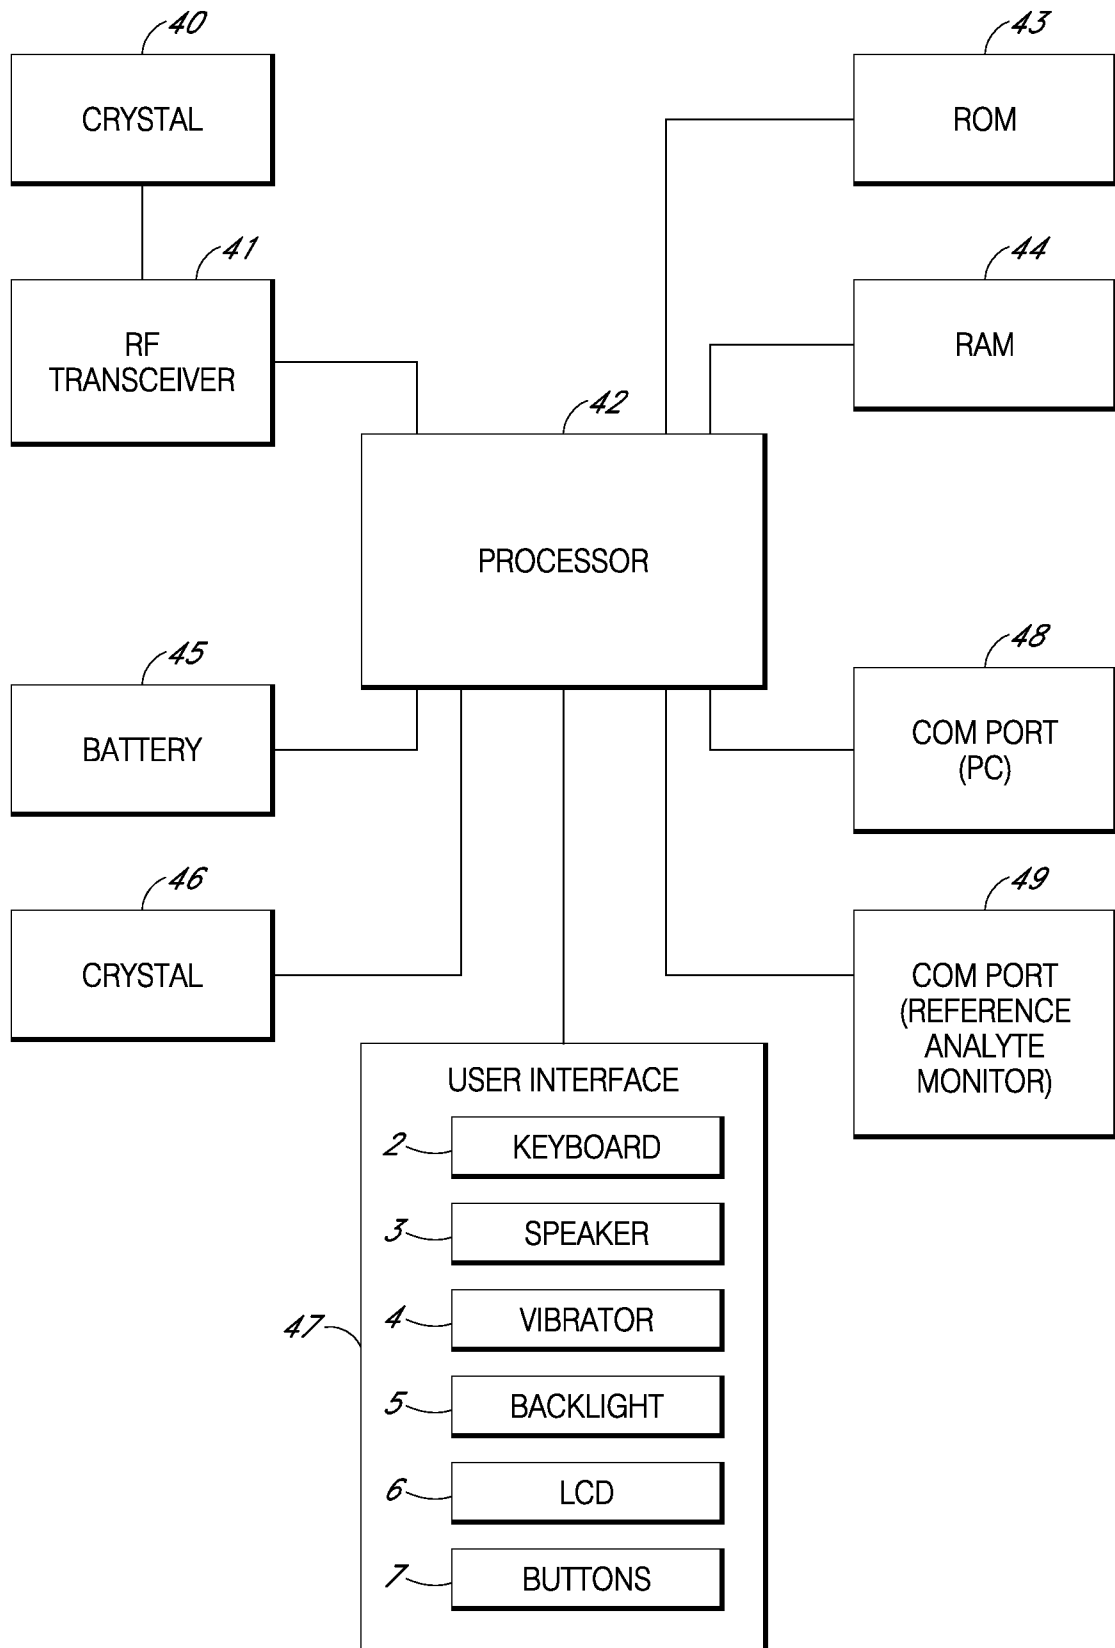 40
CRYSTAL
43
ROM
41
RF
TRANSCEIVER
44
RAM
42
PROCESSOR
45
BATTERY
48
COM PORT
(PC)
46
CRYSTAL
49
COM PORT
(REFERENCE
ANALYTE
MONITOR)
47
USER INTERFACE
2
KEYBOARD
3
SPEAKER
4
VIBRATOR
5
BACKLIGHT
6
LCD
7
BUTTONS